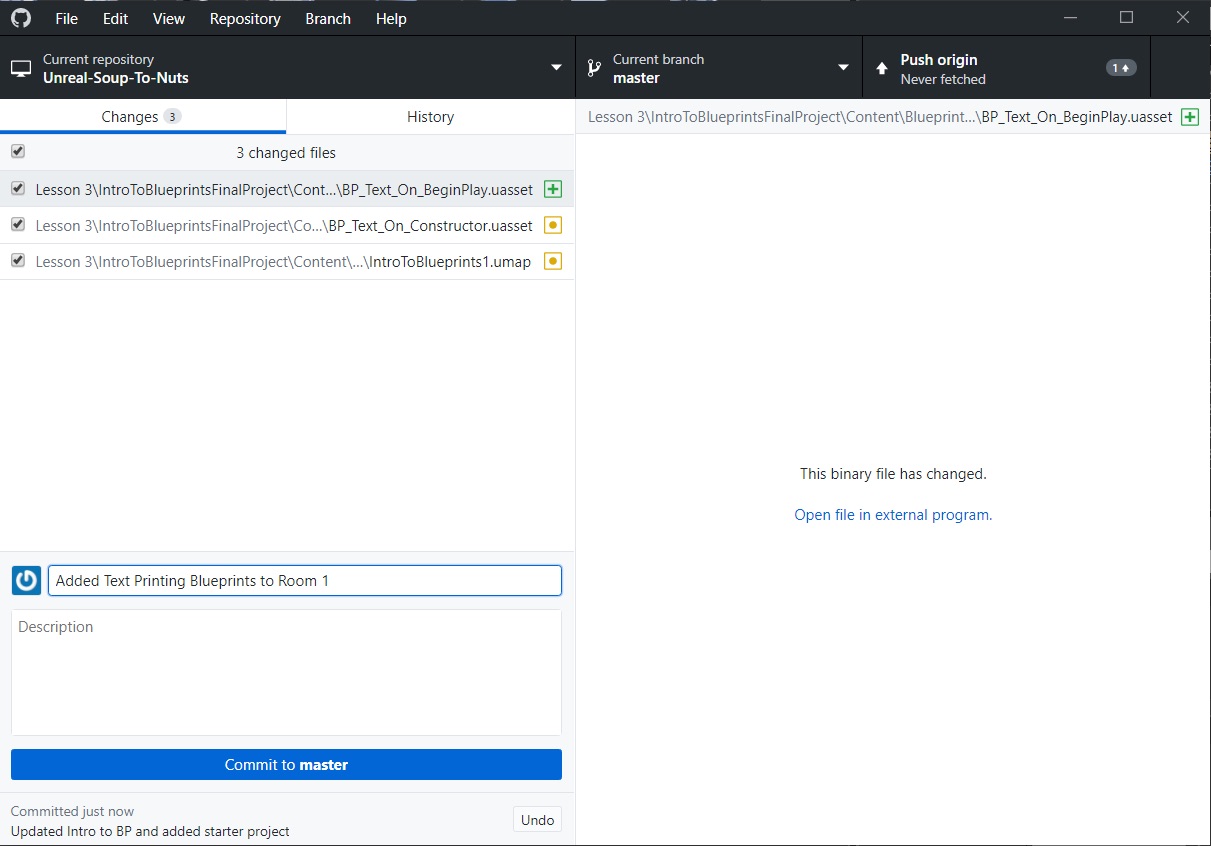 File Edit View Repository Branch Help
Current repository
Unreal-Soup-To-Nuts
Current branch
master
Push origin
Never fetched
1
Changes 3
History
3 changed files
Lesson 3\IntroToBlueprintsFinalProject\Cont...\BP_Text_On_BeginPlay.uasset
Lesson 3\IntroToBlueprintsFinalProject\Co...\BP_Text_On_Constructor.uasset
Lesson 3\IntroToBlueprintsFinalProject\Content\...\IntroToBlueprints1.umap
Added Text Printing Blueprints to Room 1
Description
Commit to master
Committed just now
Updated Intro to BP and added starter project
Undo
Lesson 3\IntroToBlueprintsFinalProject\Content\Blueprint...\BP_Text_On_BeginPlay.uasset
This binary file has changed.
Open file in external program.